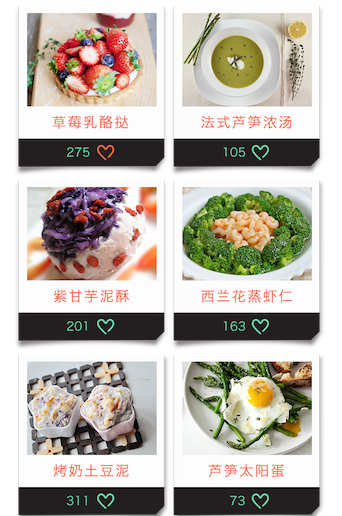 草莓乳酪挞
法式芦笋浓汤
275
105
紫甘芋泥酥
西兰花蒸虾仁
201
163
烤奶土豆泥
芦笋太阳蛋
311
73